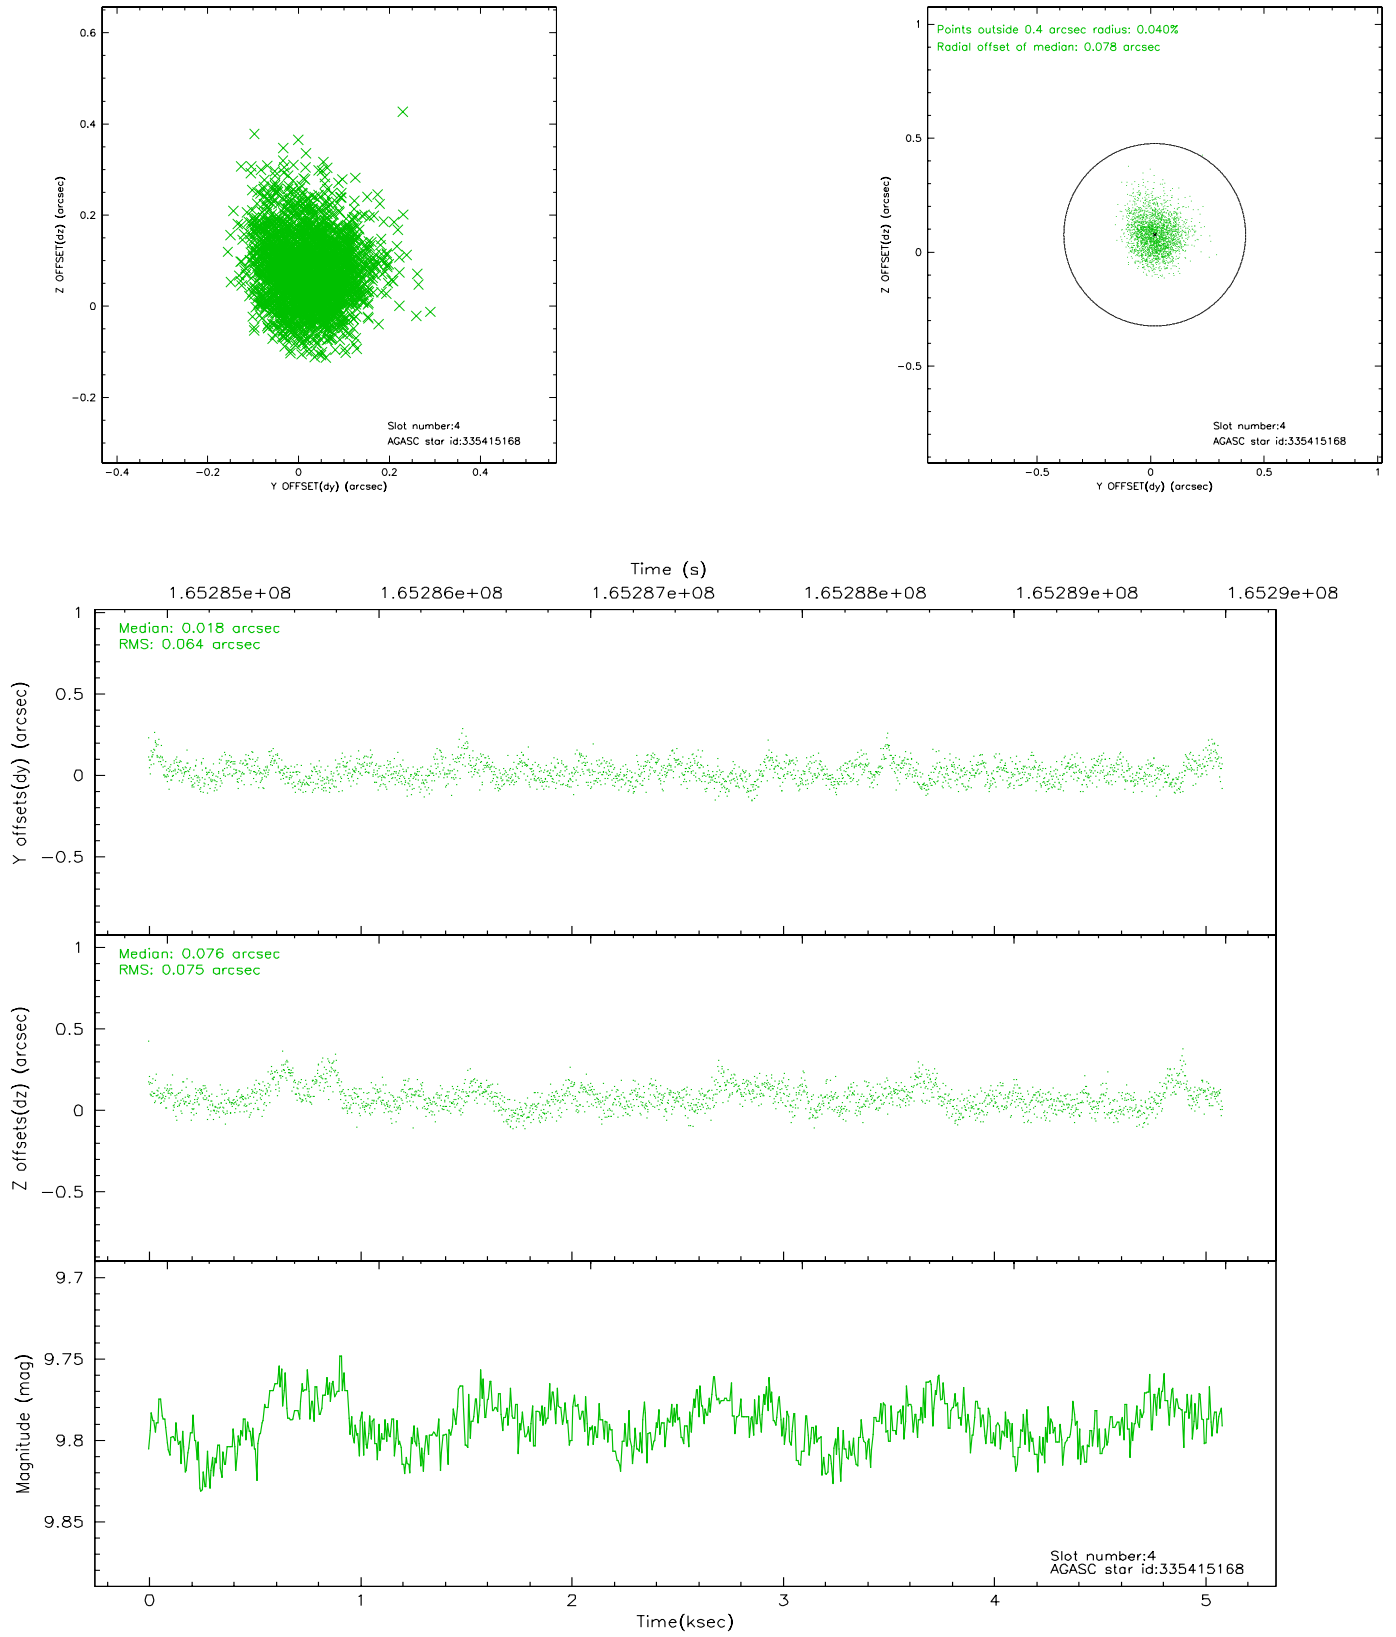 0.6
0.4
0.2
0
−0.2
Z OFFSET(dz) (arcsec)
Slot number:4
AGASC star id:335415168
−0.4 −0.2 0 0.2 0.4
Y OFFSET(dy) (arcsec)
Points outside 0.4 arcsec radius: 0.040%
Radial offset of median: 0.078 arcsec
1
0.5
0
−0.5
Z OFFSET(dz) (arcsec)
Slot number:4
AGASC star id:335415168
−0.5 0 0.5 1
Y OFFSET(dy) (arcsec)
Time (s)
1.65285e+08 1.65286e+08 1.65287e+08 1.65288e+08 1.65289e+08 1.6529e+08
Median: 0.018 arcsec
RMS: 0.064 arcsec
1
0.5
0
−0.5
Y offsets(dy) (arcsec)
Median: 0.076 arcsec
RMS: 0.075 arcsec
1
0.5
0
−0.5
Z offsets(dz) (arcsec)
9.7
9.75
9.8
9.85
Magnitude (mag)
Slot number:4
AGASC star id:335415168
0 1 2 3 4 5
Time(ksec)